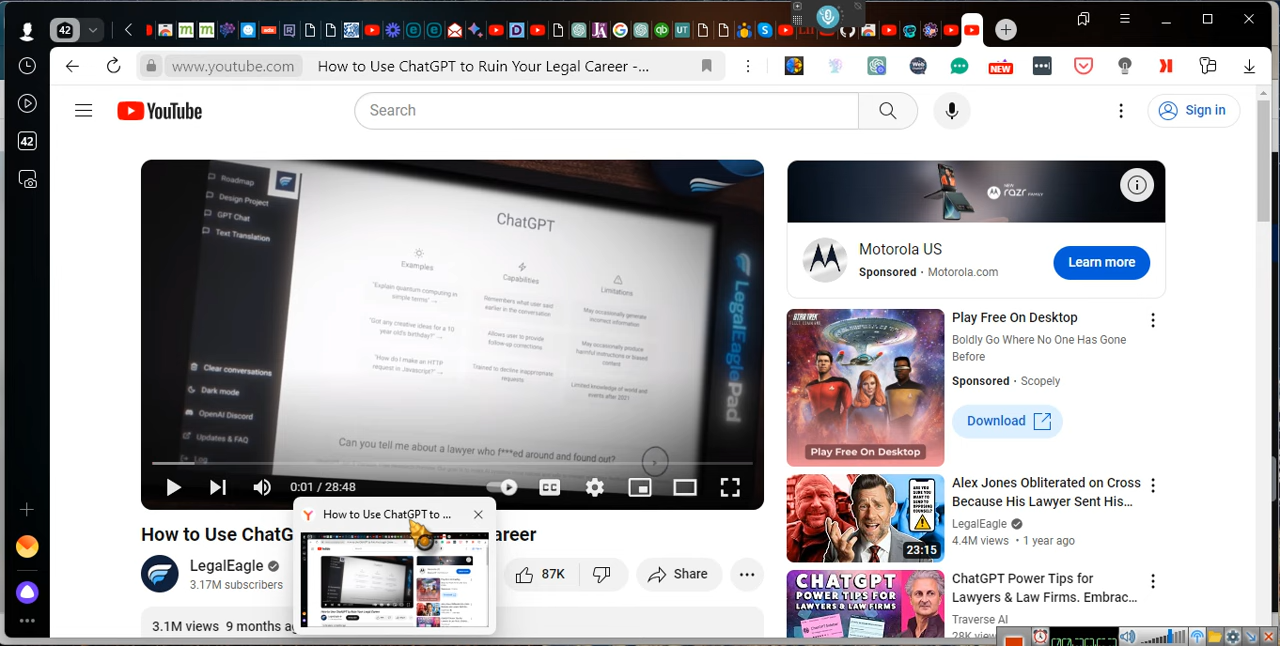 42
www.youtube.com
How to Use ChatGPT to Ruin Your Legal Career -...
NEW
42
YouTube
Search
Sign in
Roadmap
Design Project
GPT Chat
Text Translation
Clear conversations
Dark mode
OpenAI Discord
Updates & FAQ
Log
ChatGPT
Examples
"Explain quantum computing in
simple terms" →
"Got any creative ideas for a 10
year old's birthday?" →
"How do I make an HTTP
request in Javascript?" →
Capabilities
Remembers what user said
earlier in the conversation
Allows user to provide
follow-up corrections
Trained to decline inappropriate
requests
Limitations
May occasionally generate
incorrect information
May occasionally produce
harmful instructions or biased
content
Limited knowledge of world and
events after 2021
Can you tell me about a lawyer who f***ed around and found out?
LegalEaglePad
0:01 / 28:48
CC
How to Use ChatGPT to ...
How to Use ChatG
areer
LegalEagle
3.17M subscribers
87K
Share
3.1M views 9 months a
NEW
razr
Motorola US
Sponsored · Motorola.com
Learn more
STAR TREK
Play Free On Desktop
Play Free On Desktop
Boldly Go Where No One Has Gone
Before
Sponsored · Scopely
Download
23:15
Alex Jones Obliterated on Cross
Because His Lawyer Sent His...
LegalEagle
4.4M views · 1 year ago
CHATGPT
POWER TIPS FOR
LAWYERS & LAW FIRMS
ChatGPT Power Tips for
Lawyers & Law Firms. Embrac...
Traverse AI
28K view